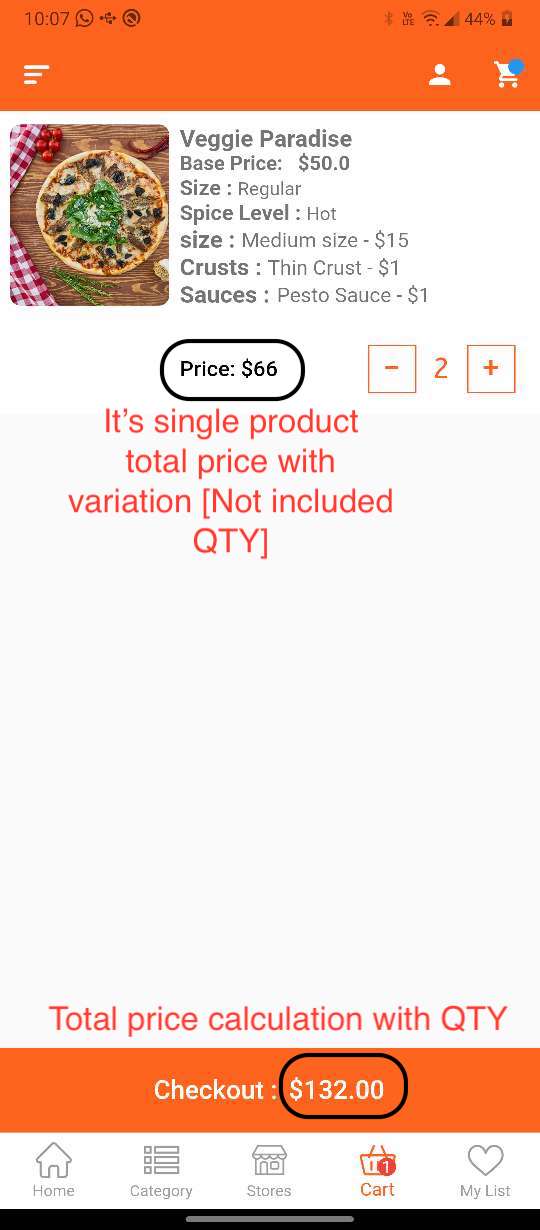 10:07 44%
Vo
LTE
Veggie Paradise
Base Price: $50.0
Size : Regular
Spice Level : Hot
size : Medium size - $15
Crusts : Thin Crust - $1
Sauces : Pesto Sauce - $1
Price: $66 - 2 +
It's single product
total price with
variation [Not included
QTY]
Total price calculation with QTY
Checkout : $132.00
1
Home Category Stores Cart My List